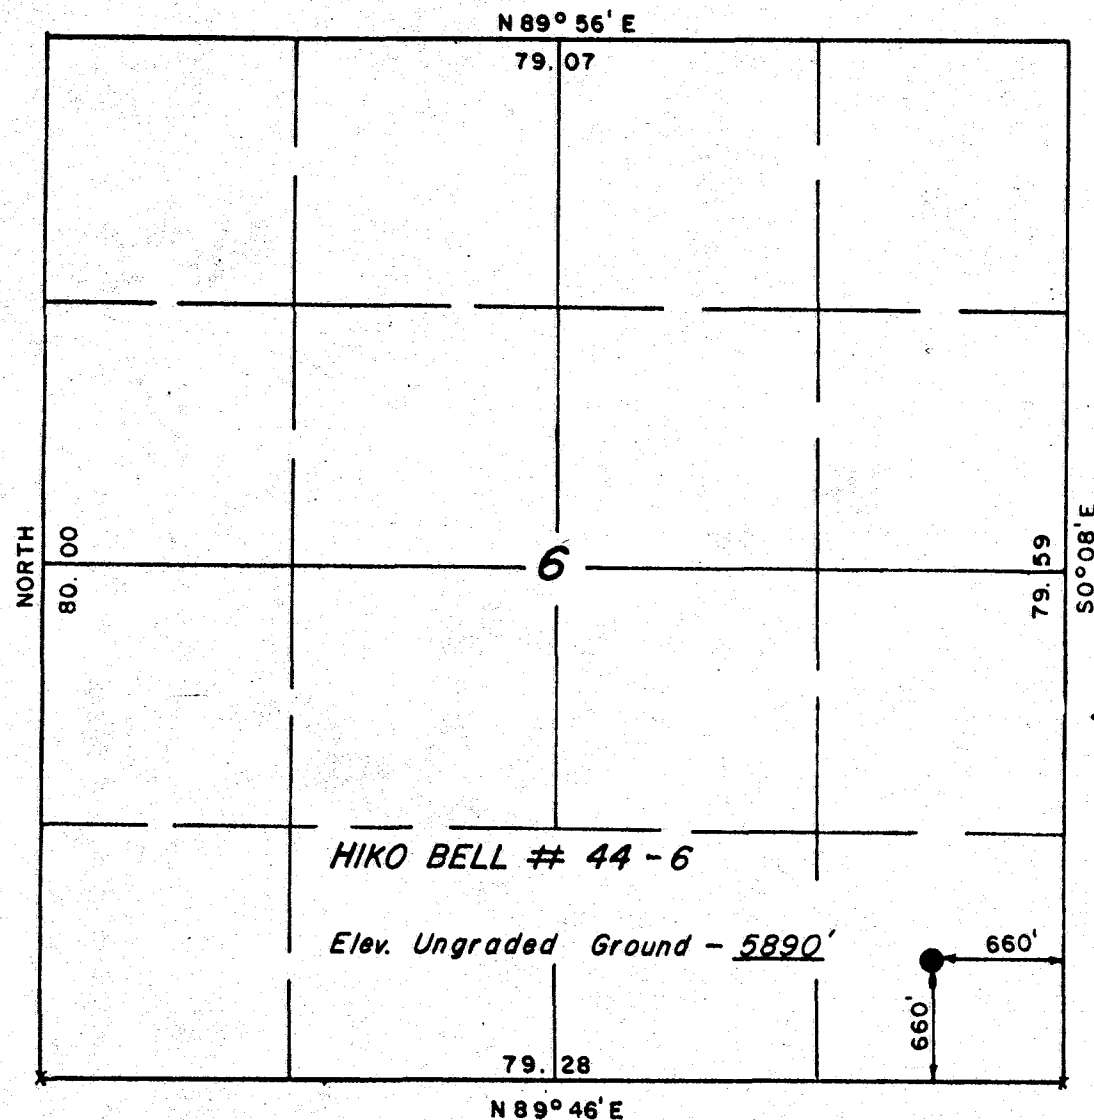 N 89° 56' E
79.07
NORTH
80.00
6
79.59
S0°08'E
HIKO BELL # 44-6
Elev. Ungraded Ground - 5890'
660'
660'
79.28
N 89° 46' E